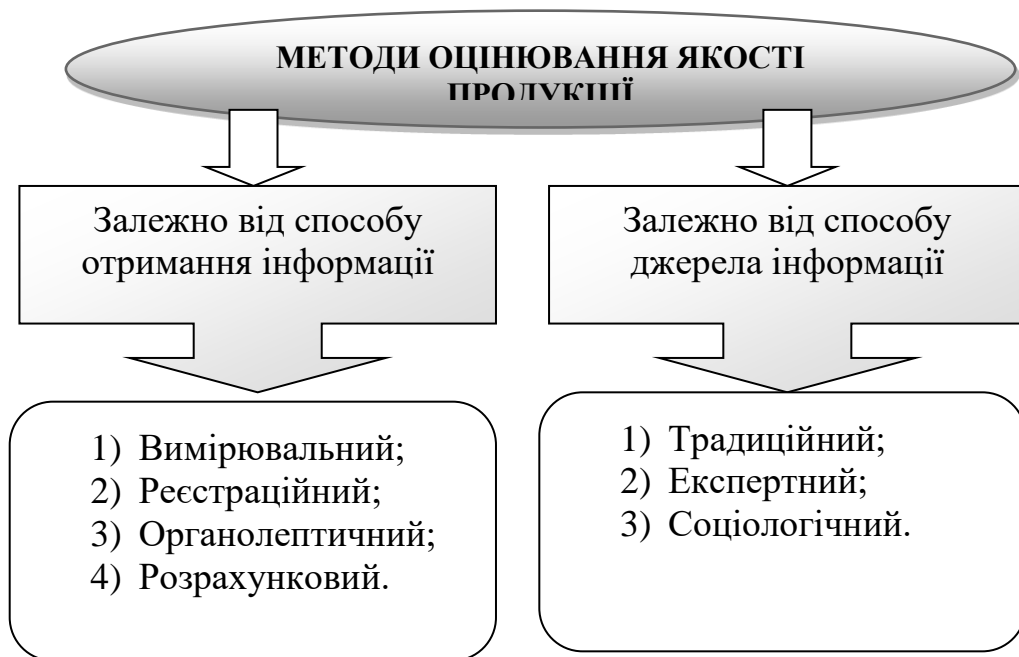 МЕТОДИ ОЦІНЮВАННЯ ЯКОСТІ
ПРОДУКЦІЇ
Залежно від способу
отримання інформації
Залежно від способу
джерела інформації
1) Вимірювальний;
2) Реєстраційний;
3) Органолептичний;
4) Розрахунковий.
1) Традиційний;
2) Експертний;
3) Соціологічний.